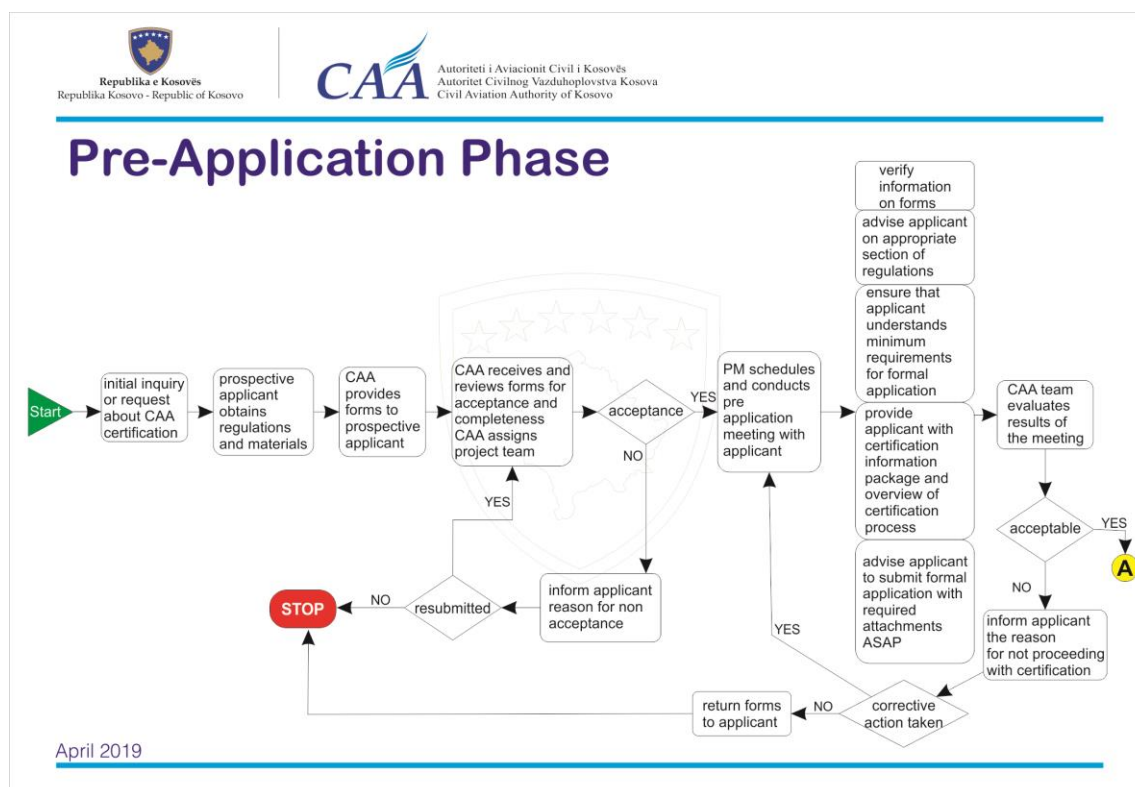 Republika e Kosovës
Republika Kosovo - Republic of Kosovo
CAA
Autoriteti i Aviacionit Civil i Kosovës
Autoritet Civilnog Vazduhoplovstva Kosova
Civil Aviation Authority of Kosovo
Pre-Application Phase
Start
initial inquiry
or request
about CAA
certification
prospective
applicant
obtains
regulations
and materials
CAA
provides
forms to
prospective
applicant
CAA receives and
reviews forms for
acceptance and
completeness
CAA assigns
project team
acceptance
YES
NO
PM schedules and
conducts
pre
application
meeting with
applicant
verify
information
on forms
advise applicant
on appropriate
section of
regulations
ensure that
applicant
understands
minimum
requirements
for formal
application
provide
applicant with
certification
information
package and
overview of
certification
process
advise applicant
to submit formal
application with
required
attachments
ASAP
CAA team
evaluates
results of
the meeting
acceptable
YES
A
NO
inform applicant
the reason
for not proceeding
with certification
corrective
action taken
YES
NO
return forms
to applicant
inform applicant
reason for non
acceptance
resubmitted
YES
NO
STOP
April 2019